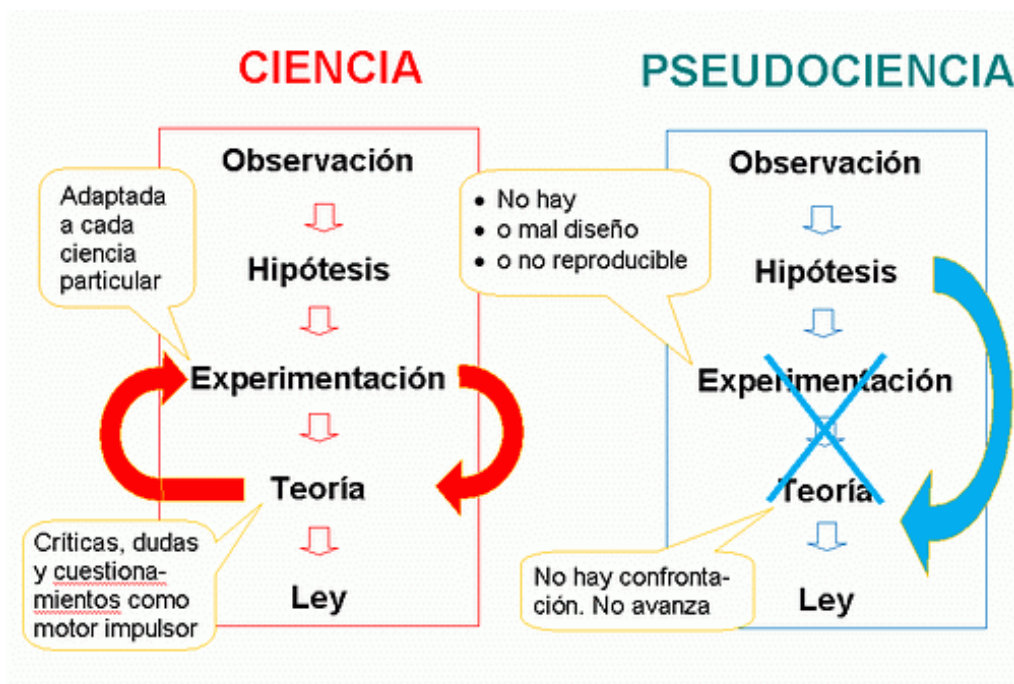 CIENCIA
Observación
Adaptada
a cada
ciencia
particular
Hipótesis
Experimentación
Teoría
Críticas, dudas
y cuestiona-
mientos como
motor impulsor
Ley
PSEUDOCIENCIA
Observación
• No hay
• o mal diseño
• o no reproducible
Hipótesis
Experimentación
Teoría
No hay confronta-
ción. No avanza
Ley